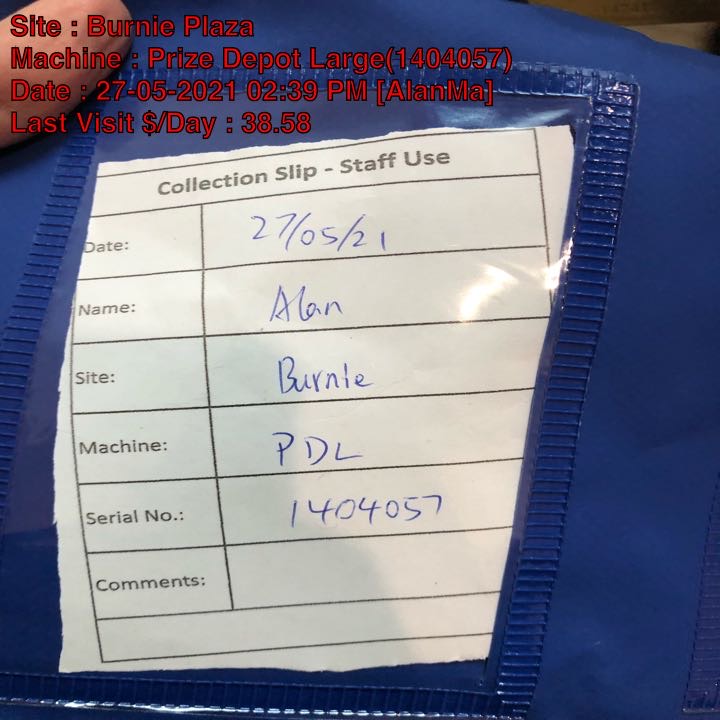 Site : Burnie Plaza
Machine : Prize Depot Large(1404057)
Date : 27-05-2021 02:39 PM [AlanMa]
Last Visit $/Day : 38.58
Collection Slip - Staff Use
Date: 27/05/21
Name: Alan
Site: Burnie
Machine: PDL
Serial No.: 1404057
Comments: